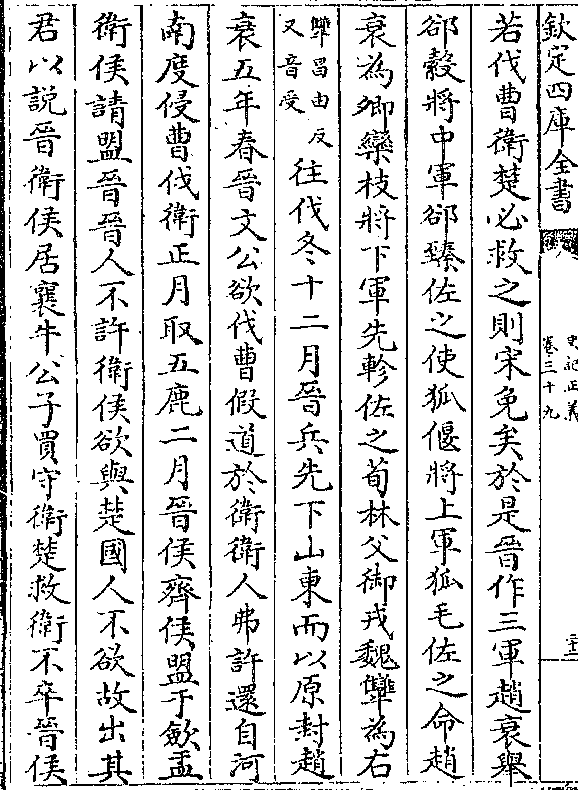 欽定四庫全書
史記正義
卷三十九
若伐曹衛楚必救之則宋免矣於是晉作三軍趙衰舉
郤縠將中軍郤臻佐之使狐偃將上軍狐毛佐之命趙
衰為卿欒枝將下軍先軫佐之荀林父御戎魏犨為右
犨昌由反
又音受
往伐冬十二月晉兵先下山東而以原封趙
衰五年春晉文公欲伐曹假道於衛衛人弗許還自河
南度侵曹伐衛正月取五鹿二月晉侯齊侯盟于歛盂
衛侯請盟晉晉人不許衛侯欲與楚國人不欲故出其
君以説晉衛侯居襄牛公子買守衛楚救衛不卒晉侯